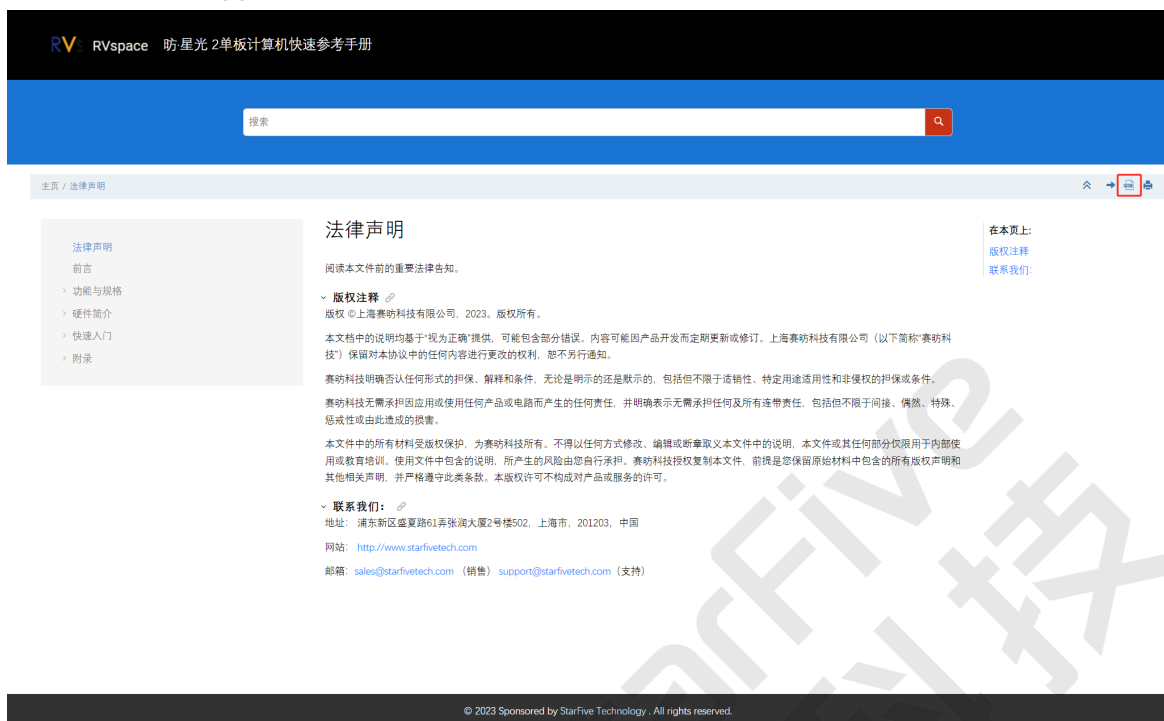 RVs RVspace 昉·星光 2单板计算机快速参考手册
搜索
主页 / 法律声明
法律声明
前言
功能与规格
硬件简介
快速入门
附录
法律声明
阅读本文件前的重要法律告知。
版权注释
版权 ©上海赛昉科技有限公司，2023。版权所有。
本文档中的说明均基于“视为正确”提供，可能包含部分错误。内容可能因产品开发而定期更新或修订。上海赛昉科技有限公司（以下简称“赛昉科
技”）保留对本协议中的任何内容进行更改的权利，恕不另行通知。
赛昉科技明确否认任何形式的担保、解释和条件，无论是明示的还是默示的，包括但不限于适销性、特定用途适用性和非侵权的担保或条件。
赛昉科技无需承担因应用或使用任何产品或电路而产生的任何责任，并明确表示无需承担任何及所有连带责任，包括但不限于间接、偶然、特殊、
惩戒性或由此造成的损害。
本文件中的所有材料受版权保护，为赛昉科技所有。不得以任何方式修改、编辑或断章取义本文件中的说明，本文件或其任何部分仅限用于内部使
用或教育培训。使用文件中包含的说明，所产生的风险由您自行承担。赛昉科技授权复制本文件，前提是您保留原始材料中包含的所有版权声明和
其他相关声明，并严格遵守此类条款。本版权许可不构成对产品或服务的许可。
联系我们：
地址： 浦东新区盛夏路61弄张润大厦2号楼502，上海市，201203，中国
网站： http://www.starfivetech.com
邮箱： sales@starfivetech.com （销售） support@starfivetech.com（支持）
在本页上:
版权注释
联系我们:
© 2023 Sponsored by StarFive Technology . All rights reserved.
StarFive
科技